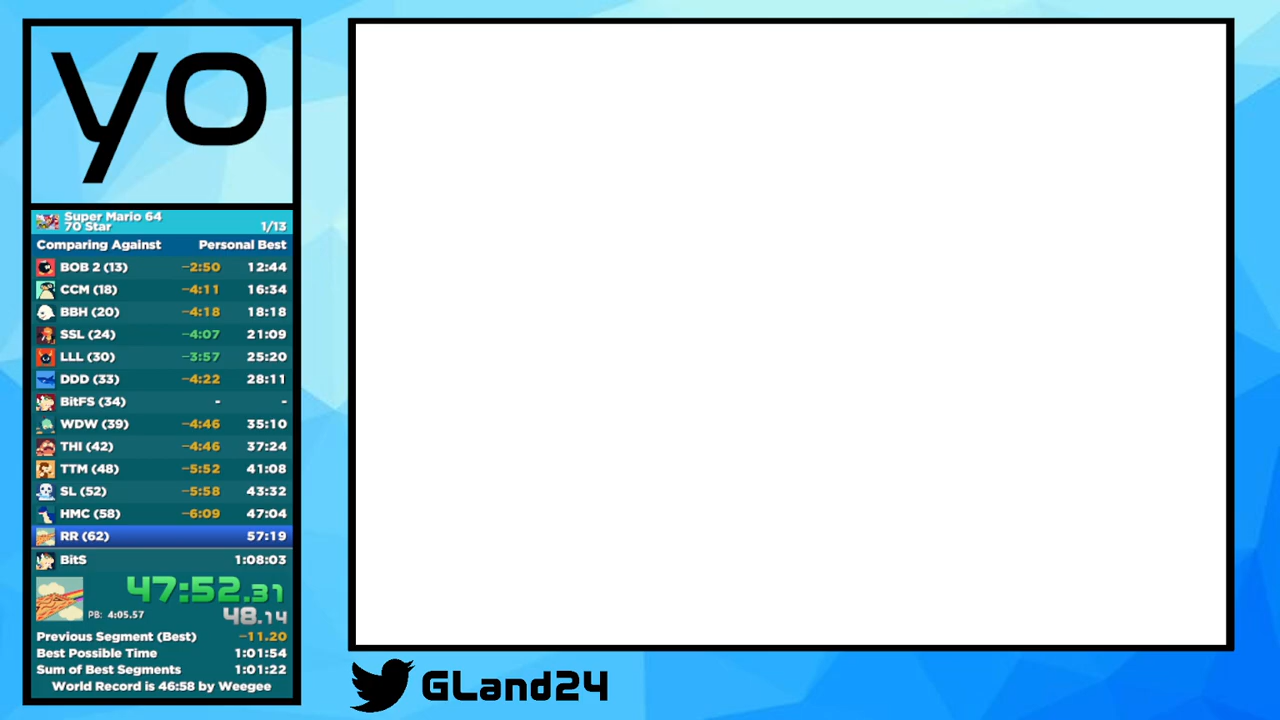 yo
Super Mario 64
70 Star 1/13
Comparing Against Personal Best
BOB 2 (13) -2:50 12:44
CCM (18) -4:11 16:34
BBH (20) -4:18 18:18
SSL (24) -4:07 21:09
LLL (30) -3:57 25:20
DDD (33) -4:22 28:11
BitFS (34) - -
WDW (39) -4:46 35:10
THI (42) -4:46 37:24
TTM (48) -5:52 41:08
SL (52) -5:58 43:32
HMC (58) -6:09 47:04
RR (62) 57:19
BitS 1:08:03
47:52.31
PB: 4:05.57 48.14
Previous Segment (Best) -11.20
Best Possible Time 1:01:54
Sum of Best Segments 1:01:22
World Record is 46:58 by Weegee
GLand24